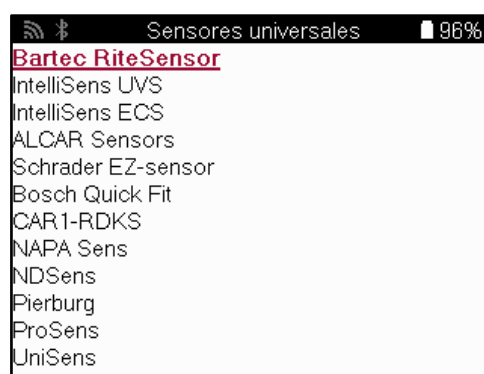 Sensores universales 96%
Bartec RiteSensor
IntelliSens UVS
IntelliSens ECS
ALCAR Sensors
Schrader EZ-sensor
Bosch Quick Fit
CAR1-RDKS
NAPA Sens
NDSens
Pierburg
ProSens
UniSens